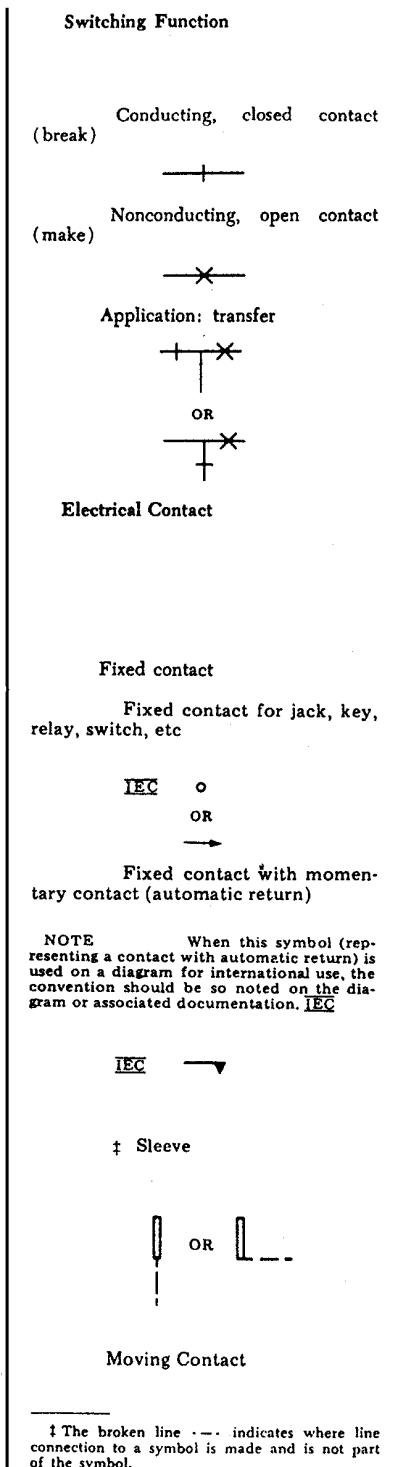 Switching Function
Conducting, closed contact
(break)
Nonconducting, open contact
(make)
Application: transfer
OR
Electrical Contact
Fixed contact
Fixed contact for jack, key,
relay, switch, etc
IEC
OR
Fixed contact with momen-
tary contact (automatic return)
NOTE When this symbol (rep-
resenting a contact with automatic return) is
used on a diagram for international use, the
convention should be so noted on the dia-
gram or associated documentation. IEC
IEC
‡ Sleeve
OR
Moving Contact
‡ The broken line -—- indicates where line
connection to a symbol is made and is not part
of the symbol.